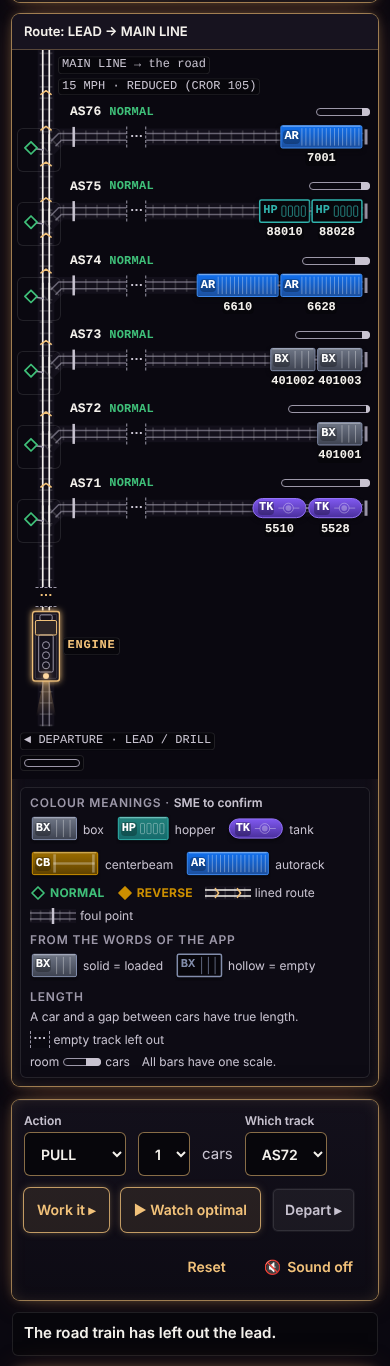 Route: LEAD → MAIN LINE
MAIN LINE → the road
15 MPH · REDUCED (CROR 105)
AS76 NORMAL
AR
7001
AS75 NORMAL
HP HP
88010 88028
AS74 NORMAL
AR AR
6610 6628
AS73 NORMAL
BX BX
401002 401003
AS72 NORMAL
BX
401001
AS71 NORMAL
TK TK
5510 5528
ENGINE
◄ DEPARTURE · LEAD / DRILL
COLOUR MEANINGS · SME to confirm
BX box HP hopper TK tank
CB centerbeam AR autorack
NORMAL REVERSE lined route
foul point
FROM THE WORDS OF THE APP
BX solid = loaded BX hollow = empty
LENGTH
A car and a gap between cars have true length.
empty track left out
room cars All bars have one scale.
Action Which track
PULL 1 cars AS72
Work it ▸ ▶ Watch optimal Depart ▸
Reset 🔇 Sound off
The road train has left out the lead.